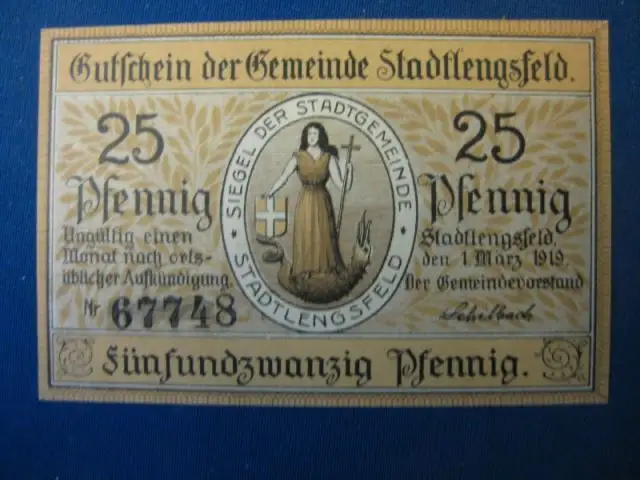 Gutschein der Gemeinde Stadtlengsfeld.
25
Pfennig
Ungültig einen
Monat nach orts-
üblicher Aufkündigung.
Nr 67748
SIEGEL DER STADTGEMEINDE
* STADTLENGSFELD *
25
Pfennig
Stadtlengsfeld,
den 1. März 1919.
Der Gemeindevorstand
Schilbach
Fünfundzwanzig Pfennig.